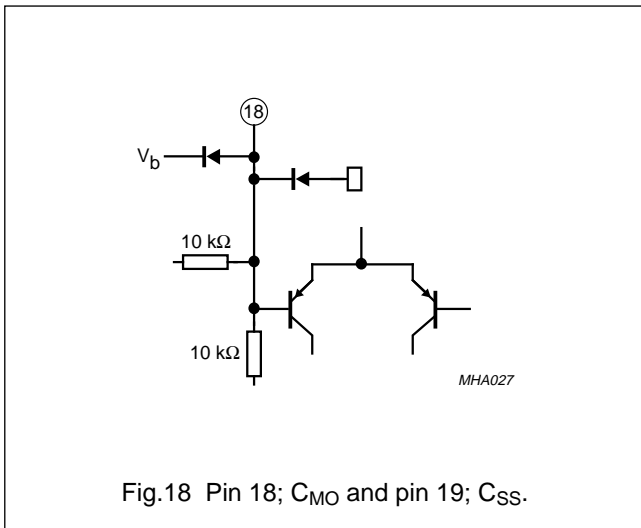 18
V_b
10 kΩ
10 kΩ
MHA027
Fig.18 Pin 18; C_MO and pin 19; C_SS.